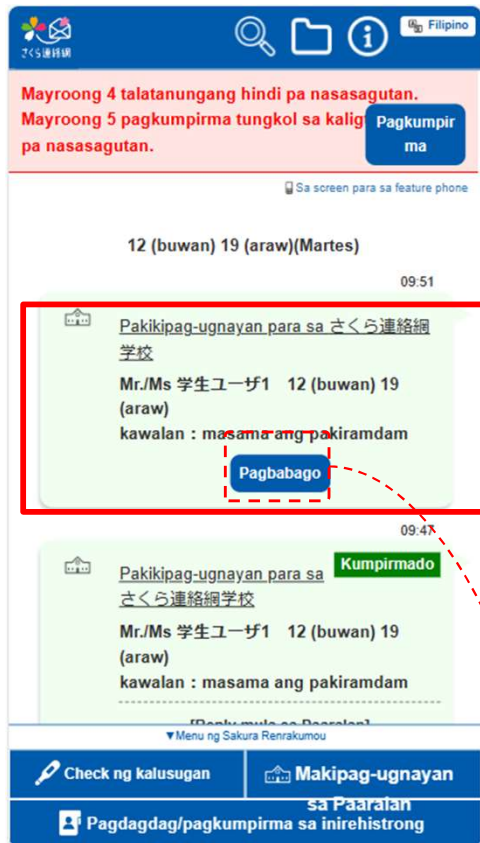 さくら連絡網
Filipino
Mayroong 4 talatanungang hindi pa nasasagutan.
Mayroong 5 pagkumpirma tungkol sa kalig
pa nasasagutan.
Pagkumpir
ma
Sa screen para sa feature phone
12 (buwan) 19 (araw)(Martes)
09:51
Pakikipag-ugnayan para sa さくら連絡網
学校
Mr./Ms 学生ユーザ1 12 (buwan) 19
(araw)
kawalan：masama ang pakiramdam
Pagbabago
09:47
Kumpirmado
Pakikipag-ugnayan para sa
さくら連絡網学校
Mr./Ms 学生ユーザ1 12 (buwan) 19
(araw)
kawalan：masama ang pakiramdam
[Reply mula sa Paaralan]
▼Menu ng Sakura Renrakumou
Check ng kalusugan
Makipag-ugnayan
sa Paaralan
Pagdagdag/pagkumpirma sa inirehistrong